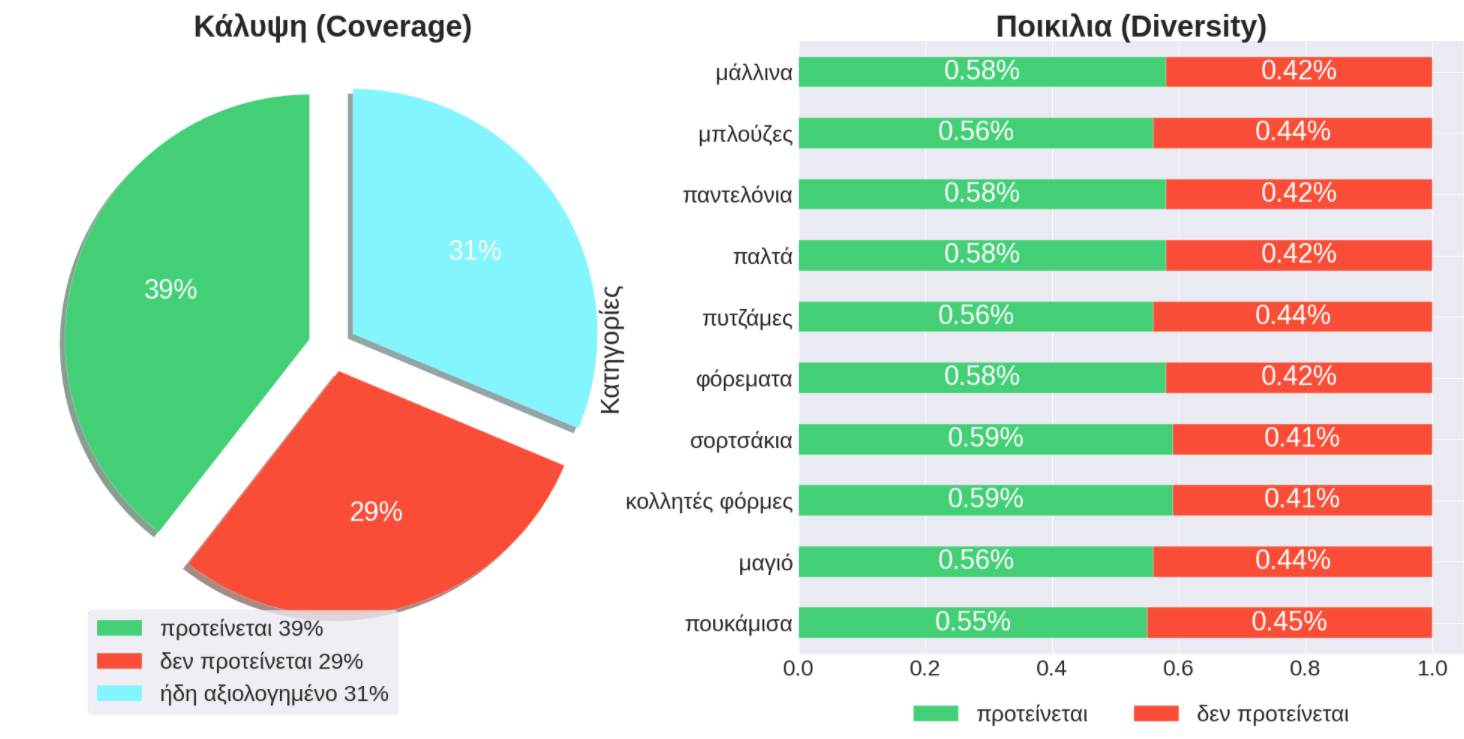 Κάλυψη (Coverage)
39%
31%
29%
προτείνεται 39%
δεν προτείνεται 29%
ήδη αξιολογημένο 31%
Ποικιλια (Diversity)
Κατηγορίες
μάλλινα 0.58% 0.42%
μπλούζες 0.56% 0.44%
παντελόνια 0.58% 0.42%
παλτά 0.58% 0.42%
πυτζάμες 0.56% 0.44%
φόρεματα 0.58% 0.42%
σορτσάκια 0.59% 0.41%
κολλητές φόρμες 0.59% 0.41%
μαγιό 0.56% 0.44%
πουκάμισα 0.55% 0.45%
0.0 0.2 0.4 0.6 0.8 1.0
προτείνεται δεν προτείνεται